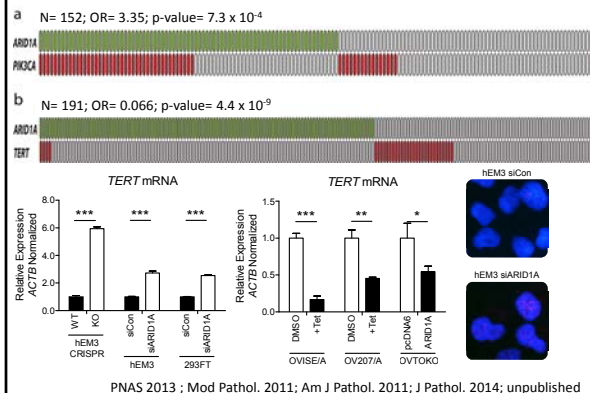 a
N= 152; OR= 3.35; p-value= 7.3 x 10-4
ARID1A
PIK3CA
b
N= 191; OR= 0.066; p-value= 4.4 x 10-9
ARID1A
TERT
TERT mRNA
Relative Expression
ACTB Normalized
8.0
6.0
4.0
2.0
0.0
***
***
***
WT
KO
siCon
siARID1A
siCon
siARID1A
hEM3
CRISPR
hEM3
293FT
TERT mRNA
Relative Expression
ACTB Normalized
1.5
1.0
0.5
0.0
***
**
*
DMSO
+Tet
DMSO
+Tet
pcDNA6
ARID1A
OVISE/A
OV207/A
OVTOKO
hEM3 siCon
hEM3 siARID1A
PNAS 2013 ; Mod Pathol. 2011; Am J Pathol. 2011; J Pathol. 2014; unpublished